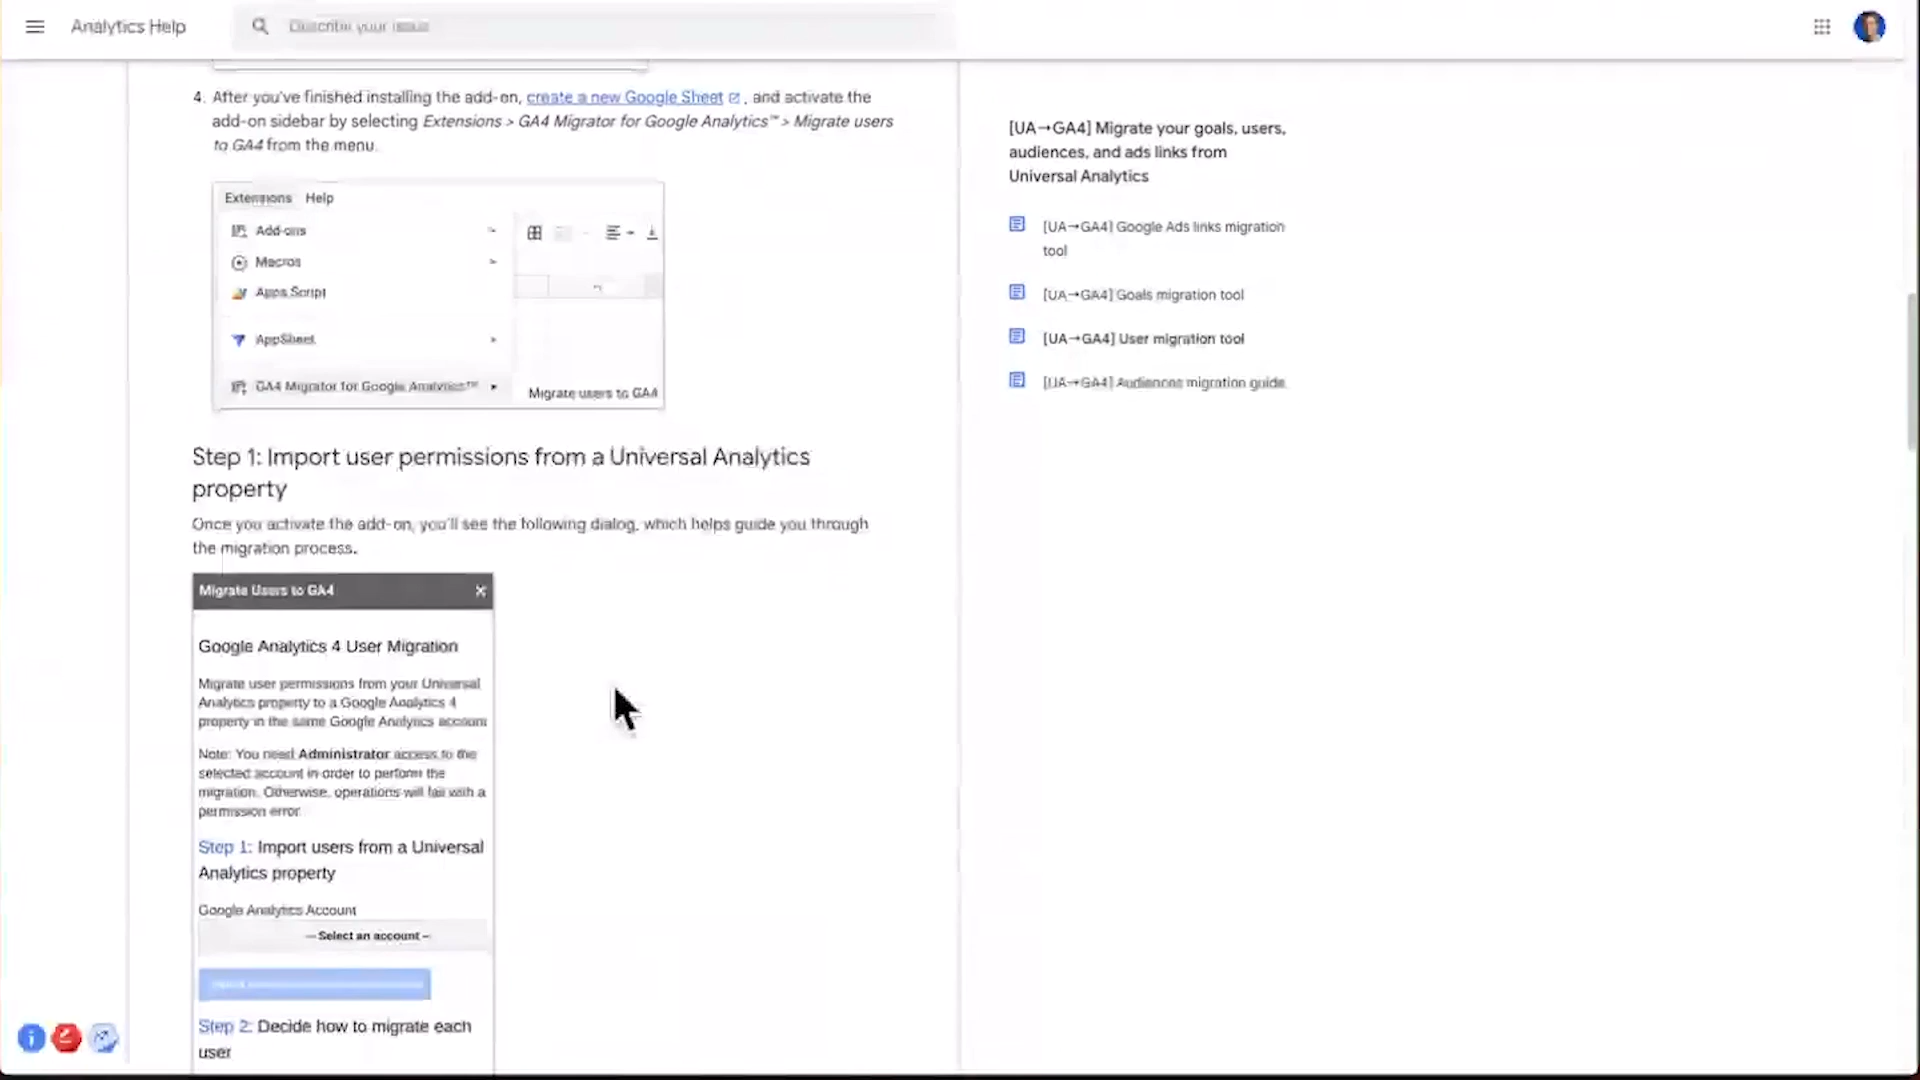 Analytics Help
Describe your issue
4. After you've finished installing the add-on, create a new Google Sheet , and activate the
add-on sidebar by selecting Extensions > GA4 Migrator for Google Analytics™ > Migrate users
to GA4 from the menu.
Extensions Help
Add-ons
Macros
Apps Script
AppSheet
GA4 Migrator for Google Analytics™
Migrate users to GA4
Step 1: Import user permissions from a Universal Analytics
property
Once you activate the add-on, you'll see the following dialog, which helps guide you through
the migration process.
Migrate Users to GA4
Google Analytics 4 User Migration
Migrate user permissions from your Universal
Analytics property to a Google Analytics 4
property in the same Google Analytics account
Note: You need Administrator access to the
selected account in order to perform the
migration. Otherwise, operations will fail with a
permission error.
Step 1: Import users from a Universal
Analytics property
Google Analytics Account
-- Select an account --
Step 2: Decide how to migrate each
user
[UA→GA4] Migrate your goals, users,
audiences, and ads links from
Universal Analytics
[UA→GA4] Google Ads links migration
tool
[UA→GA4] Goals migration tool
[UA→GA4] User migration tool
[UA→GA4] Audiences migration guide